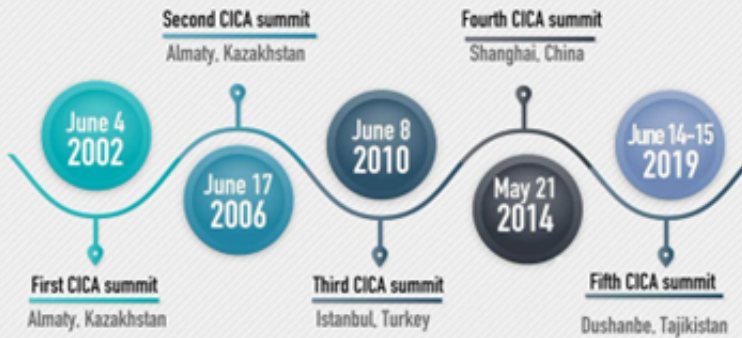 Second CICA summit
Almaty, Kazakhstan
Fourth CICA summit
Shanghai, China
June 4
2002
June 17
2006
June 8
2010
May 21
2014
June 14-15
2019
First CICA summit
Almaty, Kazakhstan
Third CICA summit
Istanbul, Turkey
Fifth CICA summit
Dushanbe, Tajikistan